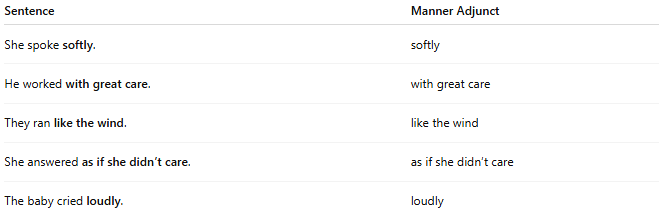 Sentence Manner Adjunct
She spoke softly. softly
He worked with great care. with great care
They ran like the wind. like the wind
She answered as if she didn’t care. as if she didn’t care
The baby cried loudly. loudly